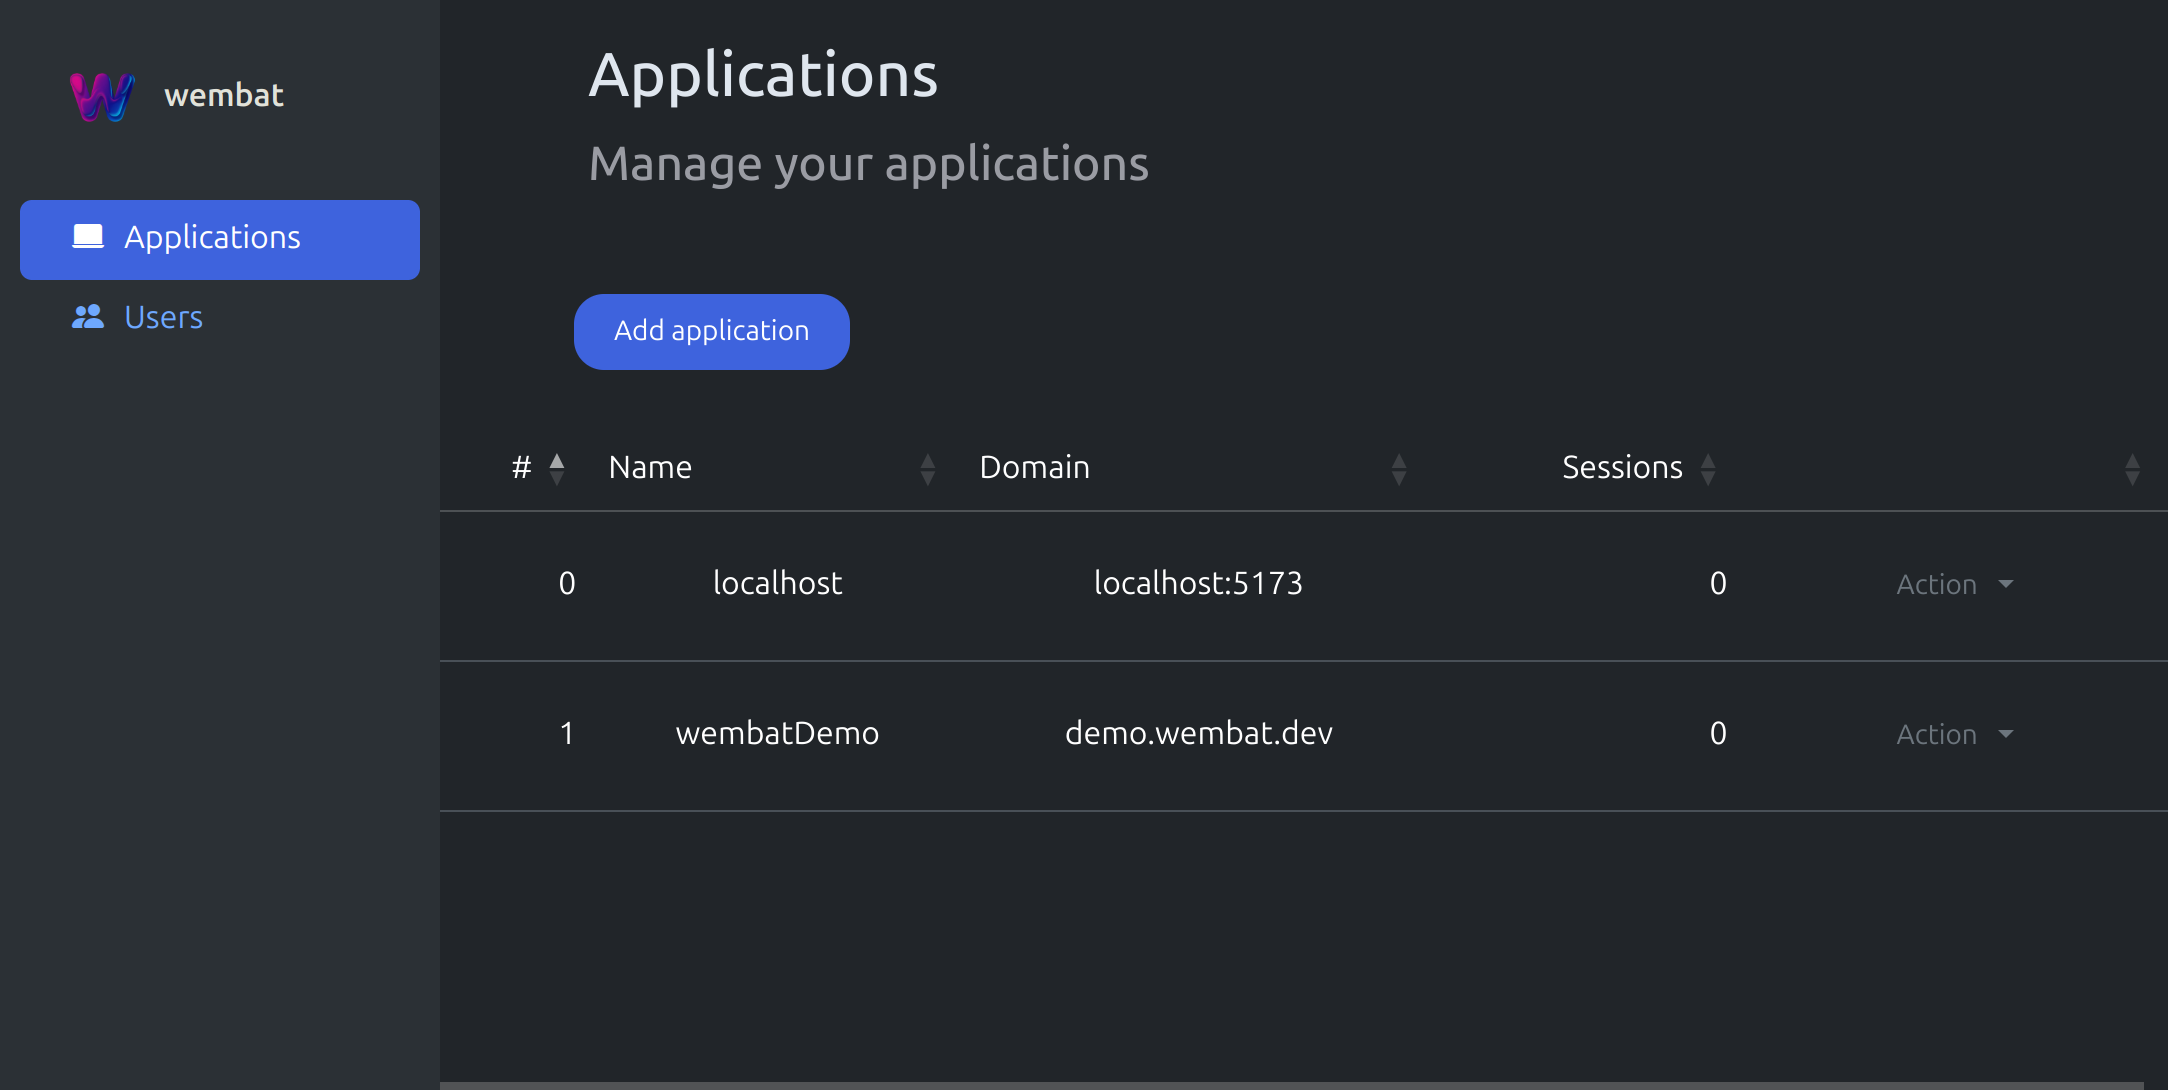 wembat
Applications
Users
Applications
Manage your applications
Add application
# Name Domain Sessions
0 localhost localhost:5173 0 Action
1 wembatDemo demo.wembat.dev 0 Action